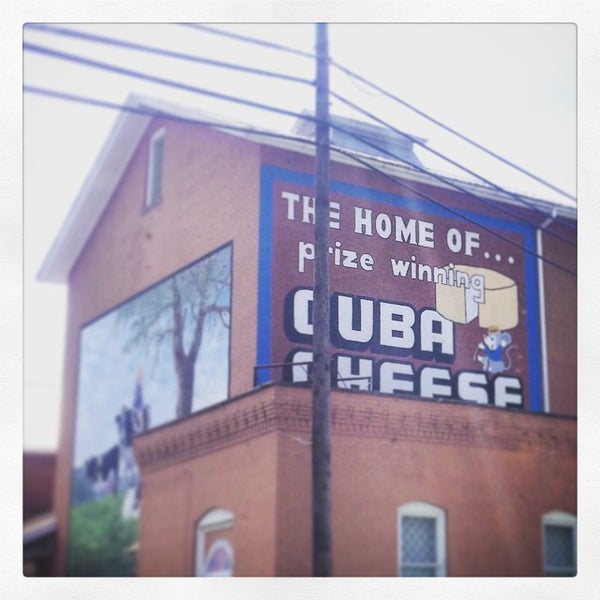 THE HOME OF...
prize winning
CUBA
CHEESE